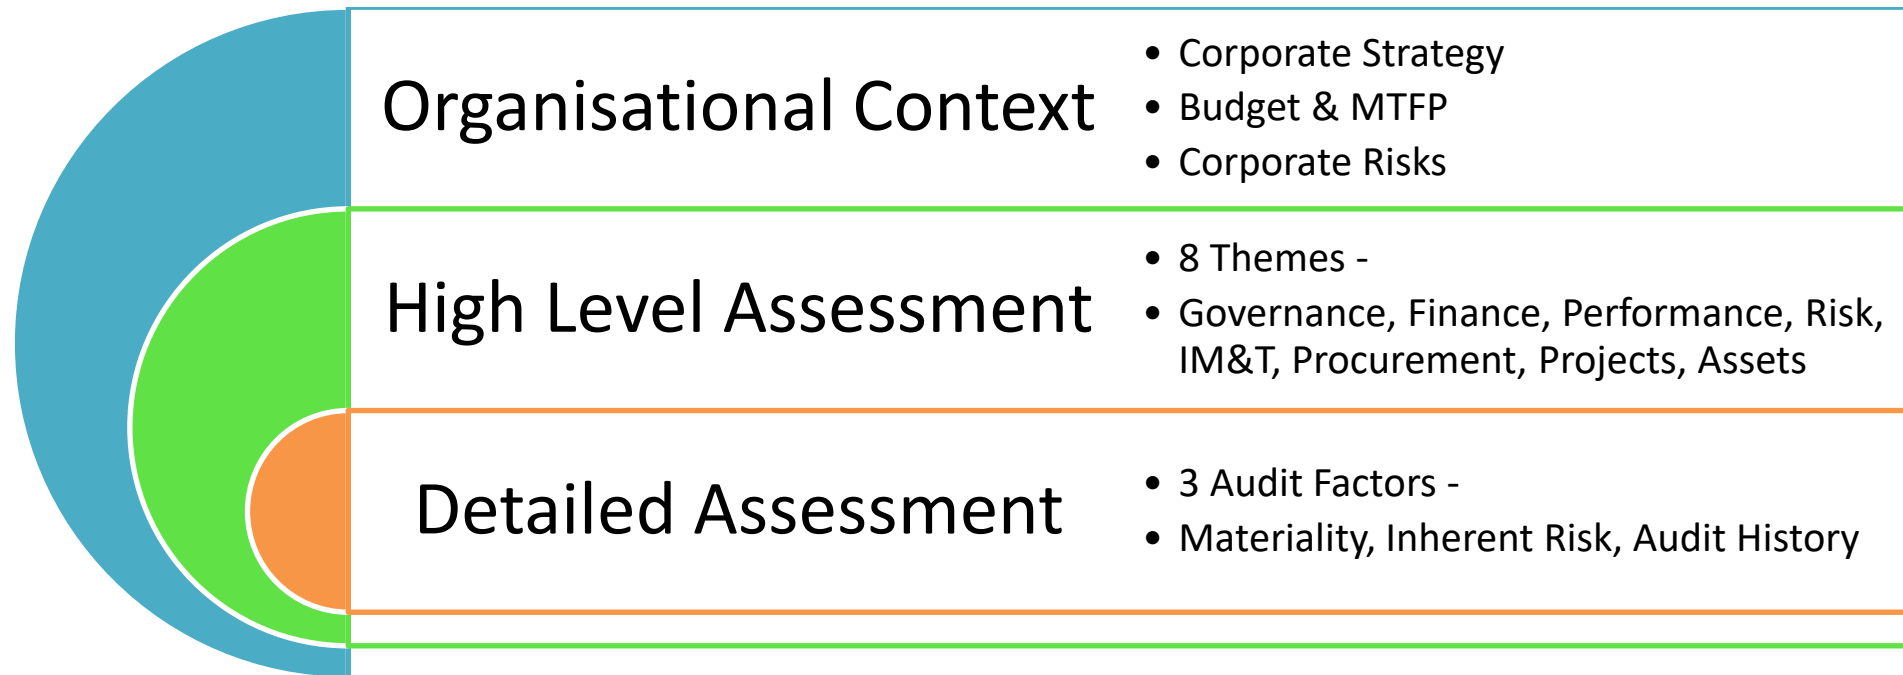 Organisational Context
• Corporate Strategy
• Budget & MTFP
• Corporate Risks
High Level Assessment
• 8 Themes -
• Governance, Finance, Performance, Risk,
IM&T, Procurement, Projects, Assets
Detailed Assessment
• 3 Audit Factors -
• Materiality, Inherent Risk, Audit History